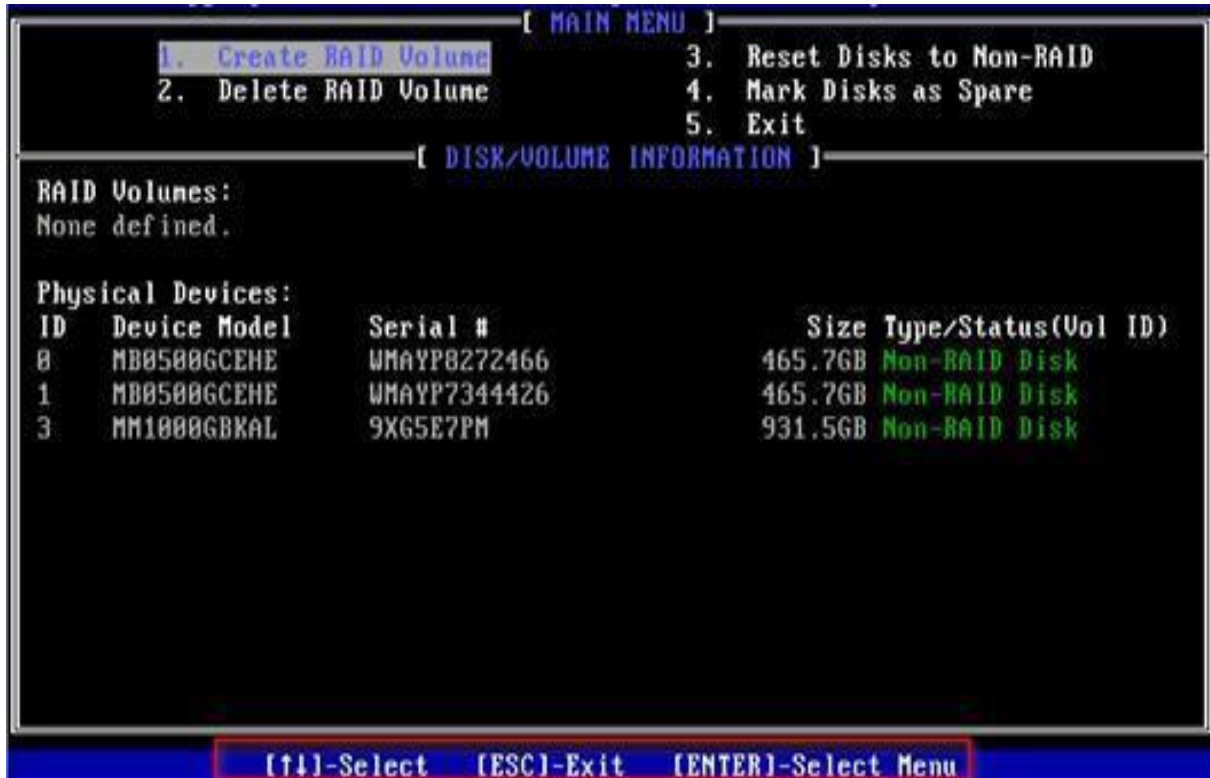 [ MAIN MENU ]
1. Create RAID Volume
2. Delete RAID Volume
3. Reset Disks to Non-RAID
4. Mark Disks as Spare
5. Exit
[ DISK/VOLUME INFORMATION ]
RAID Volumes:
None defined.
Physical Devices:
ID Device Model Serial # Size Type/Status(Vol ID)
0 MB0500GCEHE WMAYP8272466 465.7GB Non-RAID Disk
1 MB0500GCEHE WMAYP7344426 465.7GB Non-RAID Disk
3 MM1000GBKAL 9XG5E7PM 931.5GB Non-RAID Disk
[↑↓]-Select [ESC]-Exit [ENTER]-Select Menu